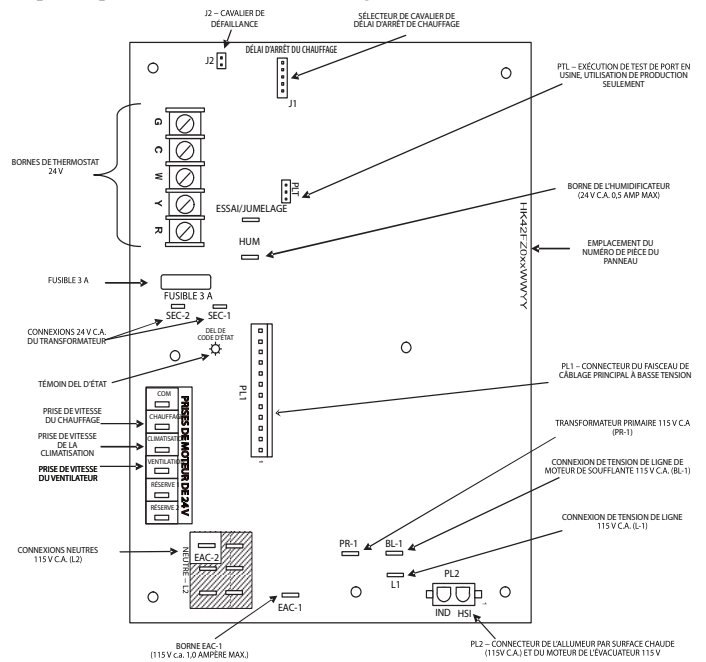 J2 – CAVALIER DE
DÉFAILLANCE
SÉLECTEUR DE CAVALIER DE
DÉLAI D'ARRÊT DE CHAUFFAGE
J2
DÉLAI D'ARRÊT DU CHAUFFAGE
J1
PTL – EXÉCUTION DE TEST DE PORT EN
USINE, UTILISATION DE PRODUCTION
SEULEMENT
G
C
W
Y
R
BORNES DE THERMOSTAT
24 V
PLT
ESSAI/JUMELAGE
HUM
BORNE DE L'HUMIDIFICATEUR
(24 V C.A. 0,5 AMP MAX)
HK42FZ0xxWWYY
EMPLACEMENT DU
NUMÉRO DE PIÈCE DU
PANNEAU
FUSIBLE 3 A
FUSIBLE 3 A
SEC-2
SEC-1
CONNEXIONS 24 V C.A.
DU TRANSFORMATEUR
DEL DE
CODE D'ÉTAT
TÉMOIN DEL D'ÉTAT
PL1
1
PL1 – CONNECTEUR DU FAISCEAU DE
CÂBLAGE PRINCIPAL À BASSE TENSION
COM
CHAUFFAGE
CLIMATISATION
VENTILATION
RÉSERVE 1
RÉSERVE 2
PRISES DE MOTEUR DE 24 V
PRISE DE VITESSE
DU CHAUFFAGE
PRISE DE VITESSE
DE LA
CLIMATISATION
PRISE DE VITESSE
DU VENTILATEUR
TRANSFORMATEUR PRIMAIRE 115 V C.A
(PR-1)
CONNEXION DE TENSION DE LIGNE DE
MOTEUR DE SOUFFLANTE 115 V C.A. (BL-1)
CONNEXION DE TENSION DE LIGNE
115 V C.A. (L-1)
CONNEXIONS NEUTRES
115 V C.A. (L2)
EAC-2
NEUTRE – L2
PR-1
BL-1
L1
PL2
1
IND
HSI
EAC-1
BORNE EAC-1
(115 V c.a. 1,0 AMPÈRE MAX.)
PL2 – CONNECTEUR DE L'ALLUMEUR PAR SURFACE CHAUDE
(115V C.A.) ET DU MOTEUR DE L'ÉVACUATEUR 115 V